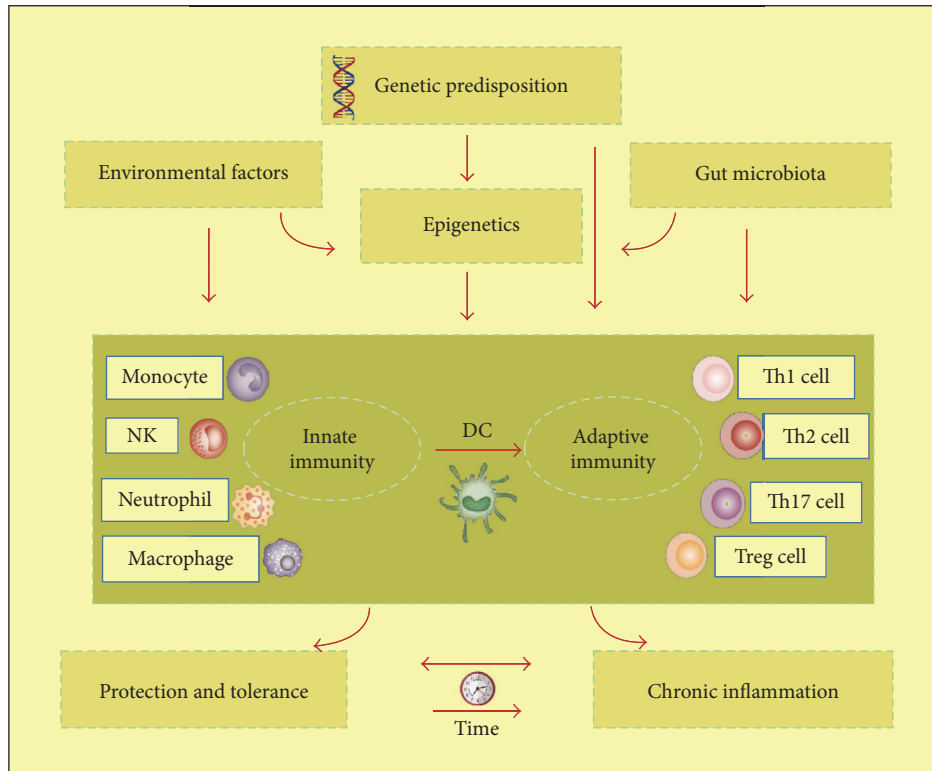 Genetic predisposition
Environmental factors
Gut microbiota
Epigenetics
Monocyte
NK
Neutrophil
Macrophage
Innate
immunity
DC
Adaptive
immunity
Th1 cell
Th2 cell
Th17 cell
Treg cell
Protection and tolerance
Time
Chronic inflammation